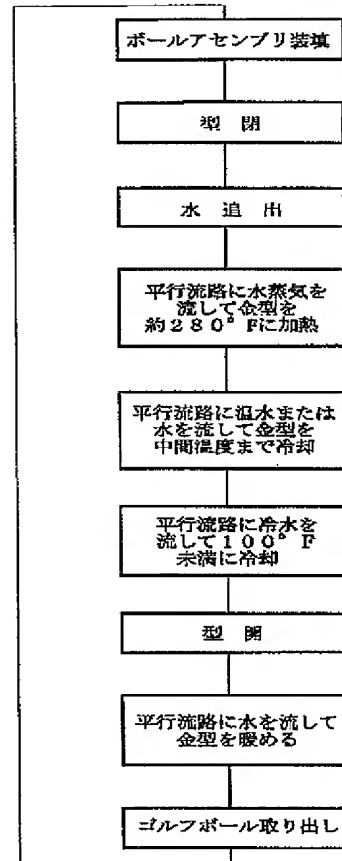 ボールアセンブリ装填
型 閉
水 追 出
平行流路に水蒸気を
流して金型を
約280°Fに加熱
平行流路に温水または
水を流して金型を
中間温度まで冷却
平行流路に冷水を
流して100°F
未満に冷却
型 開
平行流路に水を流して
金型を暖める
ゴルフボール取り出し